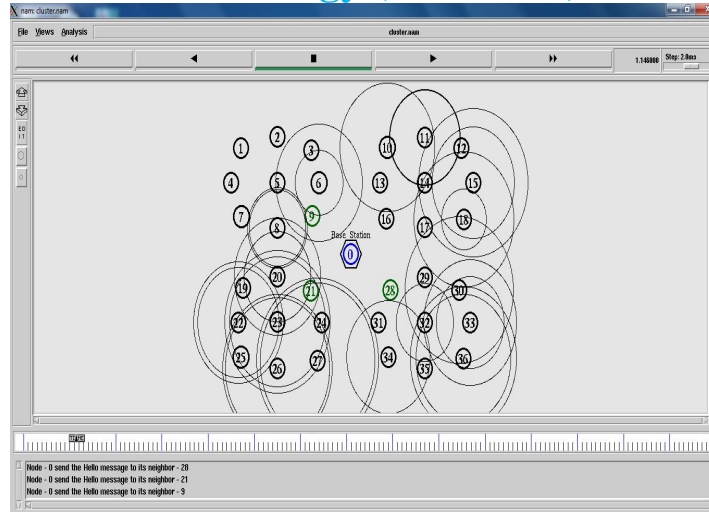 nam: cluster.nam
File Views Analysis cluster.nam
1.146000 Step: 2.0ms
EDIT
2
1 3 10 11 12
4 5 6 13 14 15
7 8 9 16 17 18
Base Station
0
19 20 21 28 29 30
22 23 24 31 32 33
25 26 27 34 35 36
TIME
Node - 0 send the Hello message to its neighbor - 28
Node - 0 send the Hello message to its neighbor - 21
Node - 0 send the Hello message to its neighbor - 9